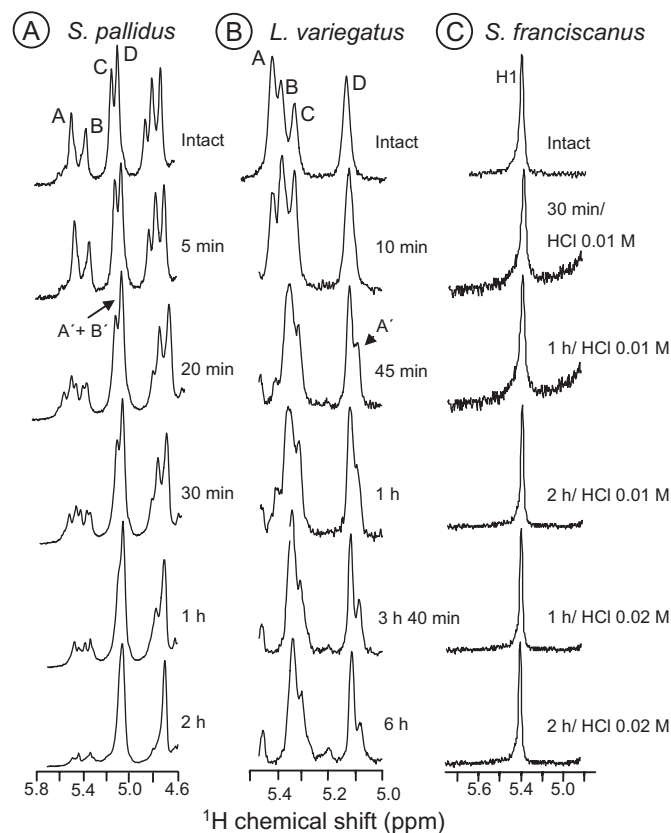 A S. pallidus
A
B
C
D
Intact
5 min
A´+ B´
20 min
30 min
1 h
2 h
5.8 5.4 5.0 4.6
B L. variegatus
A
B
C
D
Intact
10 min
A´
45 min
1 h
3 h 40 min
6 h
5.4 5.2 5.0
C S. franciscanus
H1
Intact
30 min/
HCl 0.01 M
1 h/ HCl 0.01 M
2 h/ HCl 0.01 M
1 h/ HCl 0.02 M
2 h/ HCl 0.02 M
5.6 5.4 5.0
¹H chemical shift (ppm)